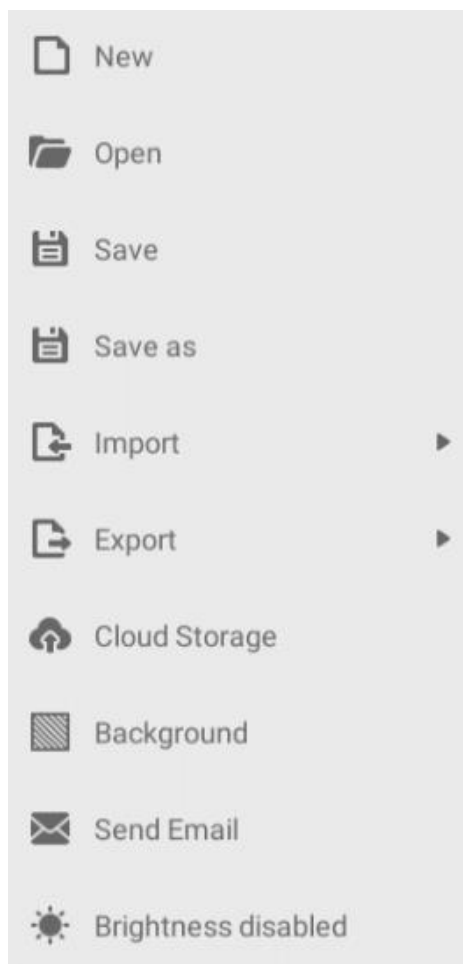 New
Open
Save
Save as
Import
Export
Cloud Storage
Background
Send Email
Brightness disabled